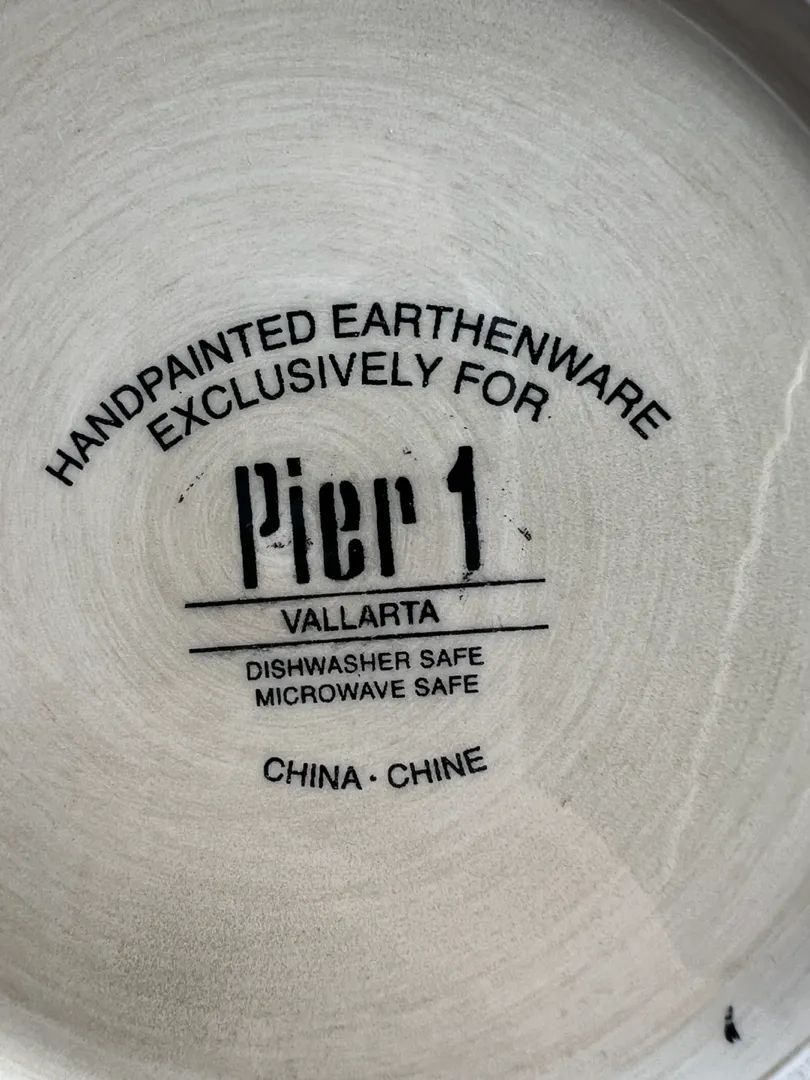 HANDPAINTED EARTHENWARE
EXCLUSIVELY FOR
Pier 1
VALLARTA
DISHWASHER SAFE
MICROWAVE SAFE
CHINA · CHINE